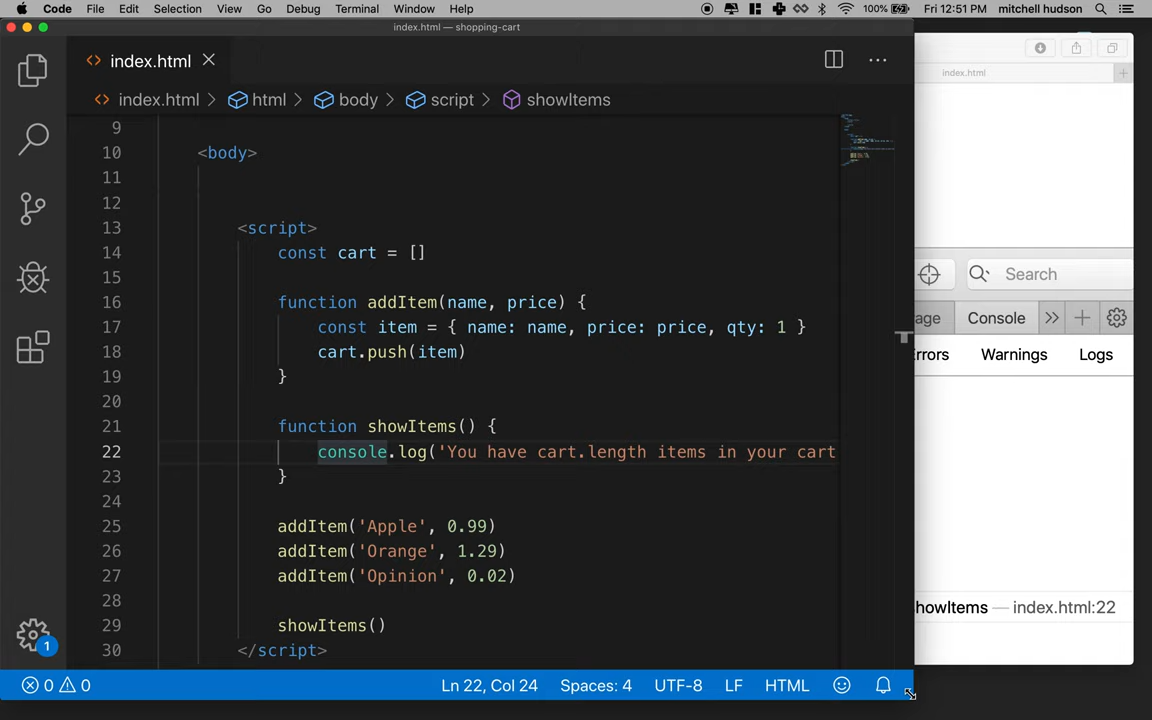 Code File Edit Selection View Go Debug Terminal Window Help 100% Fri 12:51 PM mitchell hudson
index.html — shopping-cart
index.html
index.html
index.html html body script showItems
9
10 <body>
11
12
13 <script>
14 const cart = []
15
16 function addItem(name, price) {
17 const item = { name: name, price: price, qty: 1 }
18 cart.push(item)
19 }
20
21 function showItems() {
22 console.log('You have cart.length items in your cart
23 }
24
25 addItem('Apple', 0.99)
26 addItem('Orange', 1.29)
27 addItem('Opinion', 0.02)
28
29 showItems()
30 </script>
Search
age Console
rrors Warnings Logs
howItems — index.html:22
1
0 0 Ln 22, Col 24 Spaces: 4 UTF-8 LF HTML